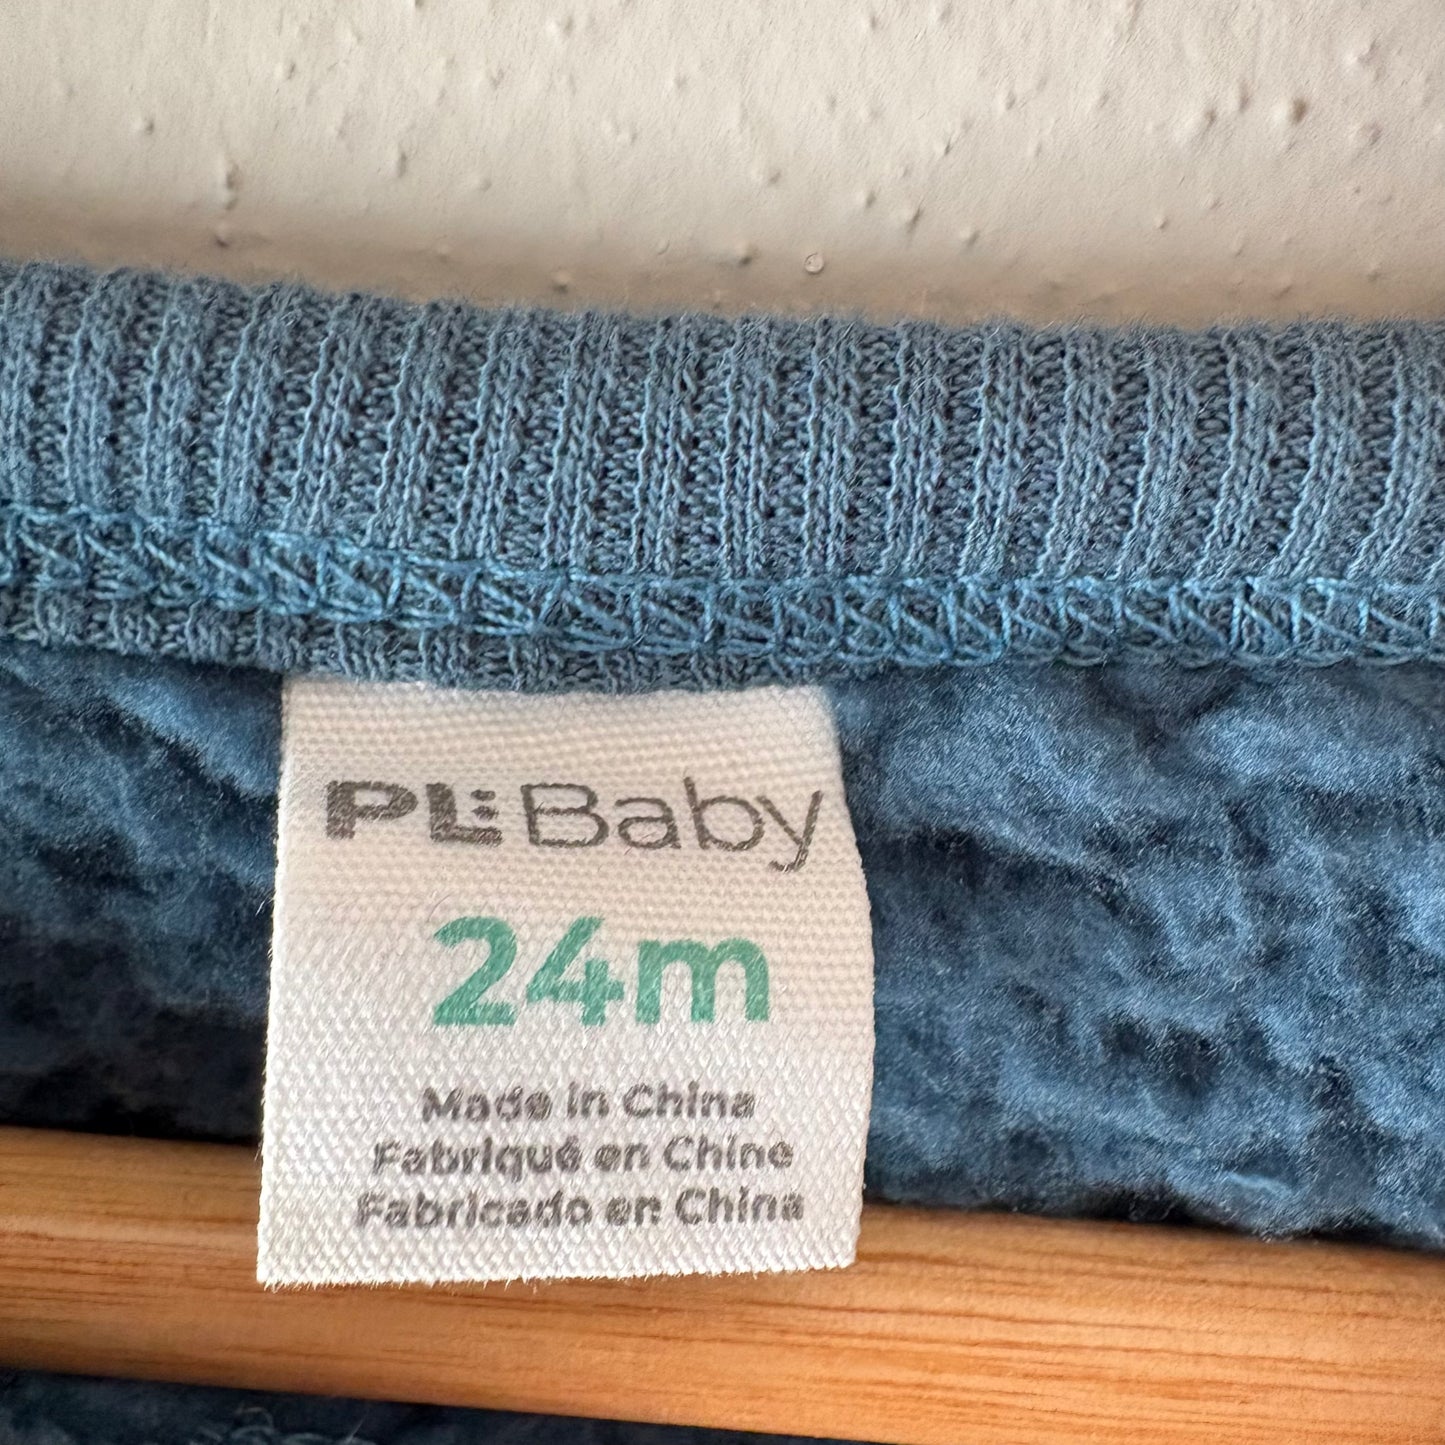 PL Baby
24m
Made in China
Fabriqué en Chine
Fabricado en China